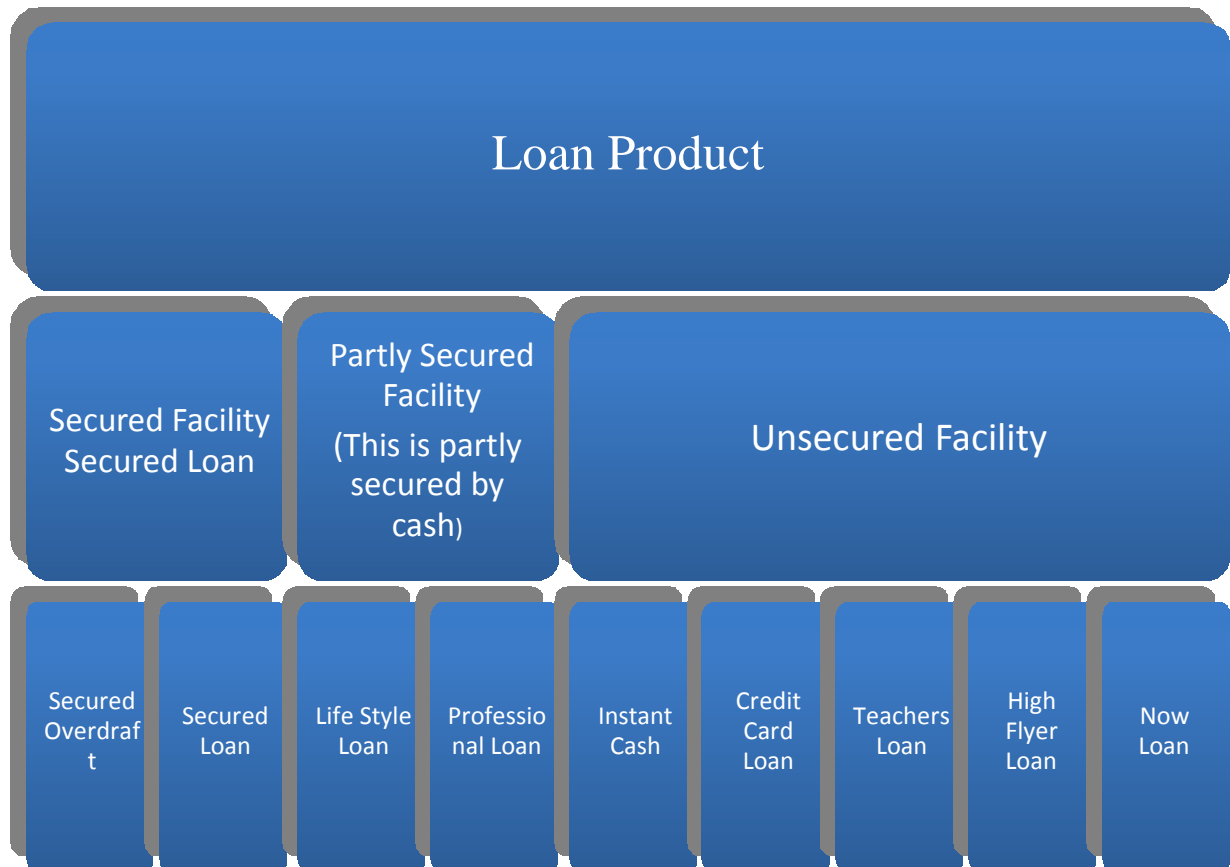 Loan Product
Secured Facility
Secured Loan
Partly Secured
Facility
(This is partly
secured by
cash)
Unsecured Facility
Secured
Overdraf
t
Secured
Loan
Life Style
Loan
Professio
nal Loan
Instant
Cash
Credit
Card
Loan
Teachers
Loan
High
Flyer
Loan
Now
Loan